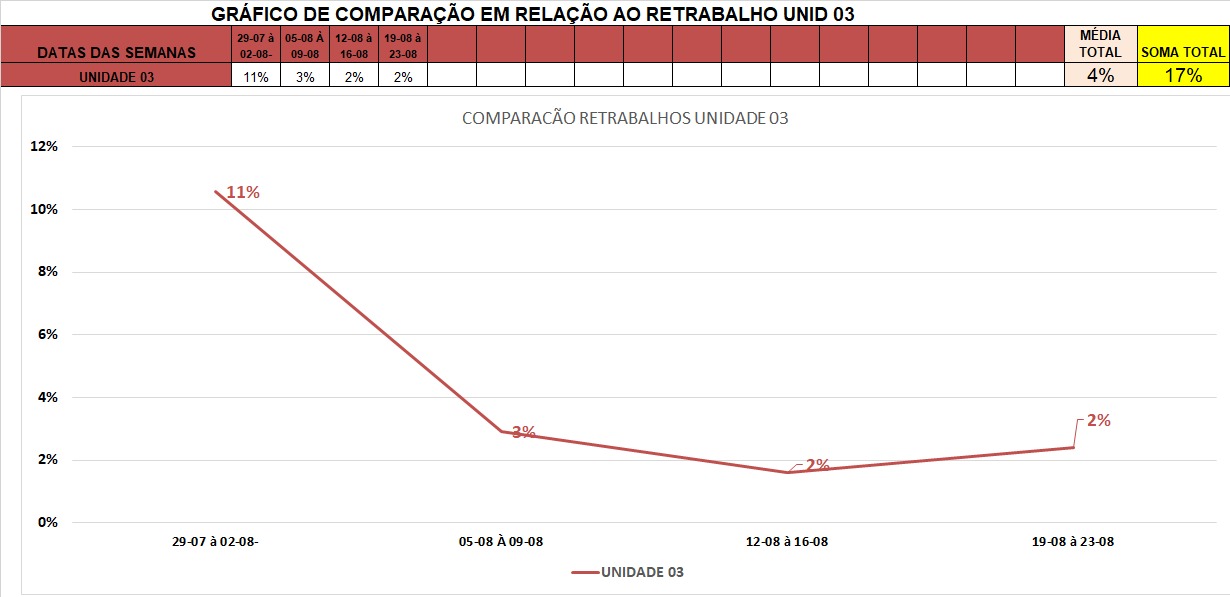 GRÁFICO DE COMPARAÇÃO EM RELAÇÃO AO RETRABALHO UNID 03
DATAS DAS SEMANAS 29-07 à 02-08- 05-08 À 09-08 12-08 à 16-08 19-08 à 23-08 MÉDIA TOTAL SOMA TOTAL
UNIDADE 03 11% 3% 2% 2% 4% 17%
COMPARACÃO RETRABALHOS UNIDADE 03
12%
11%
10%
8%
6%
4%
2%
3%
2%
2%
0%
29-07 à 02-08- 05-08 À 09-08 12-08 à 16-08 19-08 à 23-08
UNIDADE 03